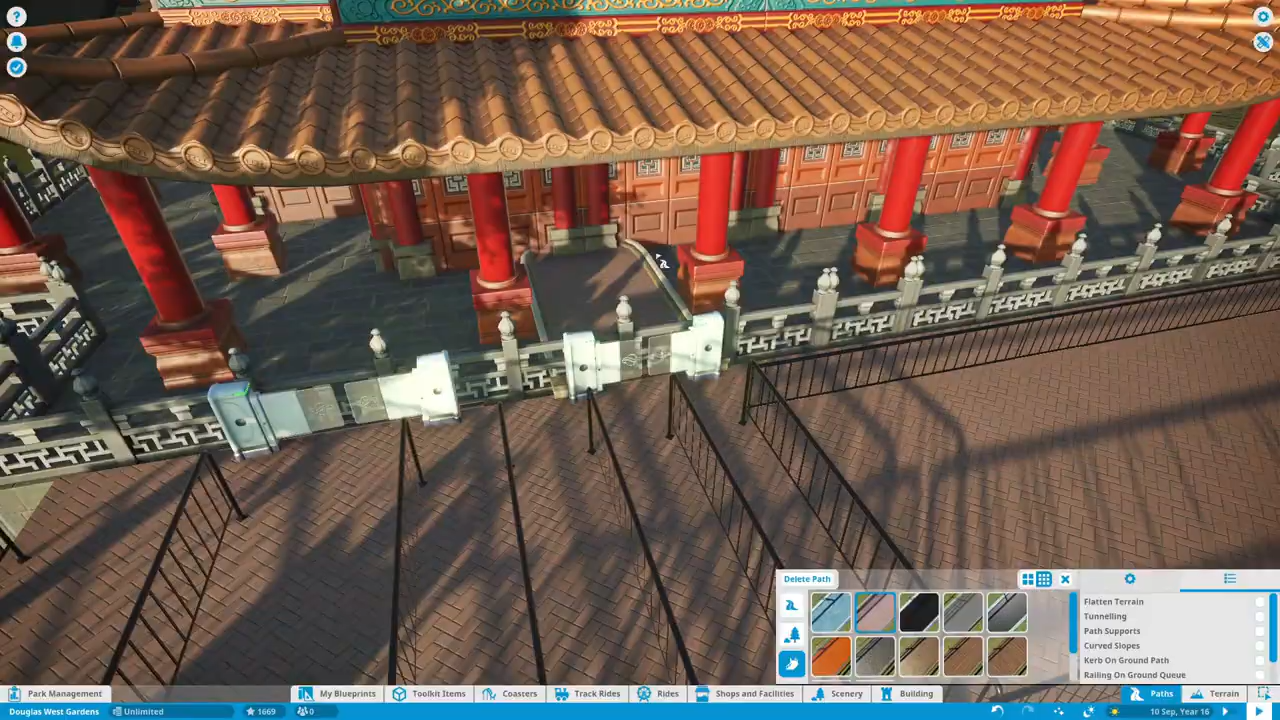 Delete Path
Flatten Terrain
Tunnelling
Path Supports
Curved Slopes
Kerb On Ground Path
Railing On Ground Queue
Park Management
My Blueprints
Toolkit Items
Coasters
Track Rides
Rides
Shops and Facilities
Scenery
Building
Paths
Terrain
Douglas West Gardens
Unlimited
1669
0
10 Sep, Year 16